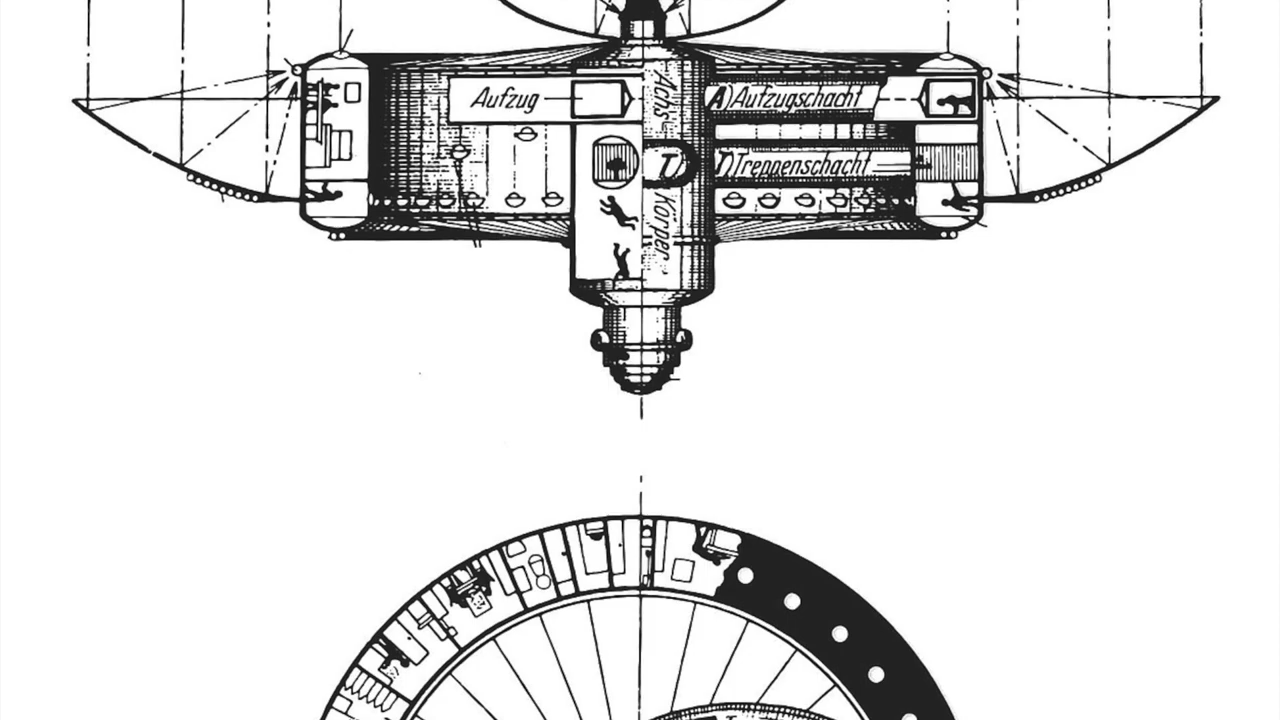 Aufzug
Achs-
A) Aufzugschacht
T)
T) Treppenschacht
Körper